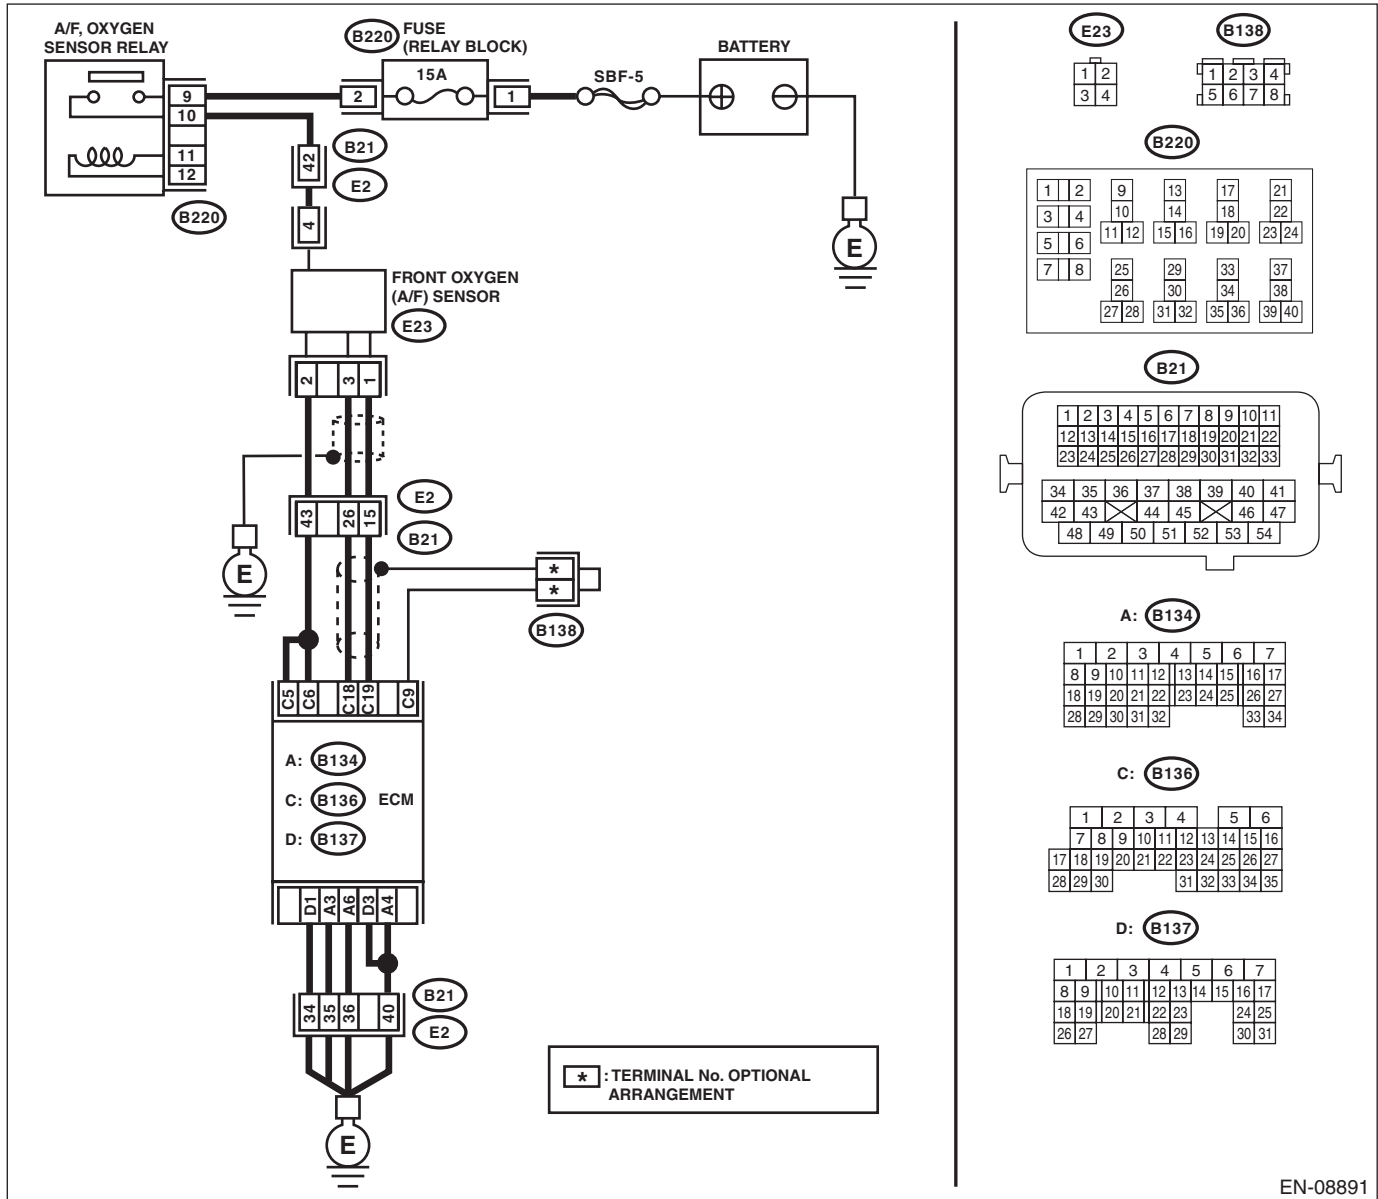 A/F, OXYGEN
SENSOR RELAY
B220
FUSE
(RELAY BLOCK)
15A
BATTERY
SBF-5
2
1
9
10
11
12
B220
42
B21
E2
4
E
FRONT OXYGEN
(A/F) SENSOR
E23
2 3 1
E2
43 26 15
B21
E
*
*
B138
C5 C6 C18 C19 C9
A: B134
C: B136 ECM
D: B137
D1 A3 A6 D3 A4
B21
34 35 36 40
E2
E
* : TERMINAL No. OPTIONAL
ARRANGEMENT
E23
1 2
3 4
B138
1 2 3 4
5 6 7 8
B220
1 2 9 13 17 21
3 4 10 14 18 22
11 12 15 16 19 20 23 24
5 6
7 8 25 29 33 37
26 30 34 38
27 28 31 32 35 36 39 40
B21
1 2 3 4 5 6 7 8 9 10 11
12 13 14 15 16 17 18 19 20 21 22
23 24 25 26 27 28 29 30 31 32 33
34 35 36 37 38 39 40 41
42 43 44 45 46 47
48 49 50 51 52 53 54
A: B134
1 2 3 4 5 6 7
8 9 10 11 12 13 14 15 16 17
18 19 20 21 22 23 24 25 26 27
28 29 30 31 32 33 34
C: B136
1 2 3 4 5 6
7 8 9 10 11 12 13 14 15 16
17 18 19 20 21 22 23 24 25 26 27
28 29 30 31 32 33 34 35
D: B137
1 2 3 4 5 6 7
8 9 10 11 12 13 14 15 16 17
18 19 20 21 22 23 24 25
26 27 28 29 30 31
EN-08891